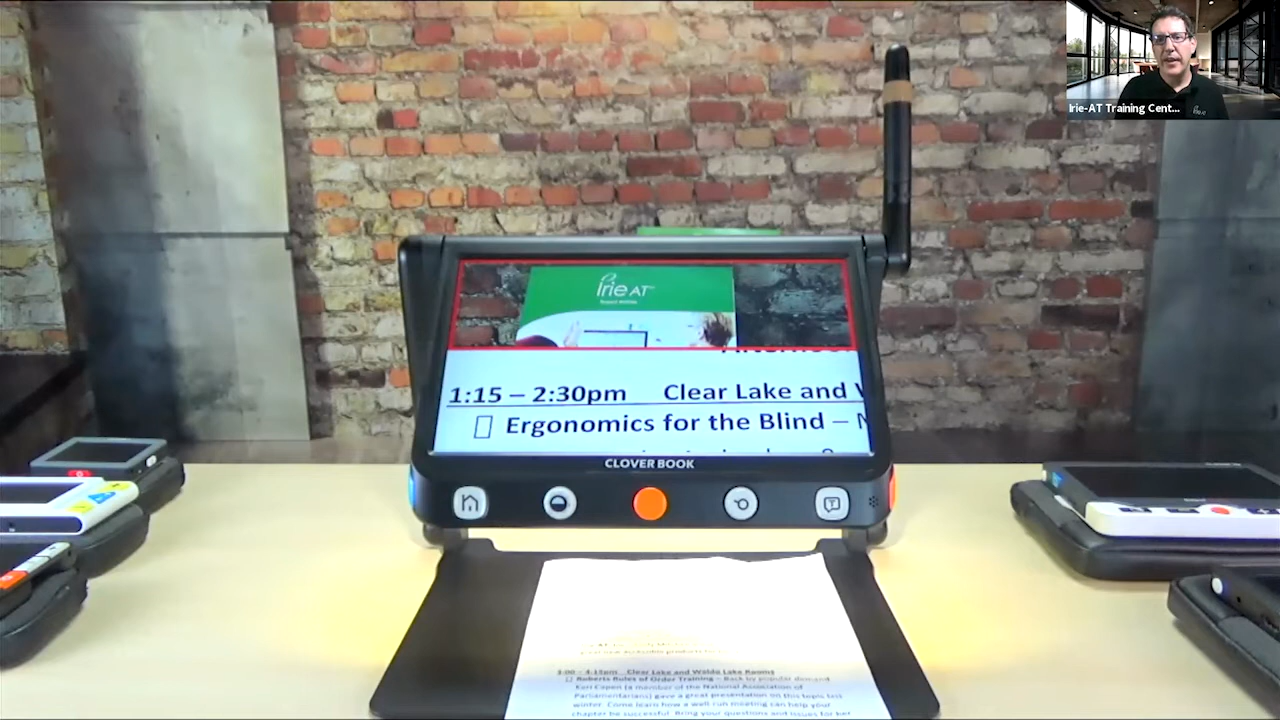 Irie-AT Training Cent...
Irie AT
1:15 – 2:30pm Clear Lake and
Ergonomics for the Blind – N
CLOVER BOOK
3:00 - 4:15pm Clear Lake and Waldo Lake Rooms
Roberts Rules of Order Training – Back by popular demand
Keri Capen (a member of the National Association of
Parliamentarians) gave a great presentation on this topic last
winter. Come learn how a well run meeting can help your
chapter be successful. Bring your questions and issues for